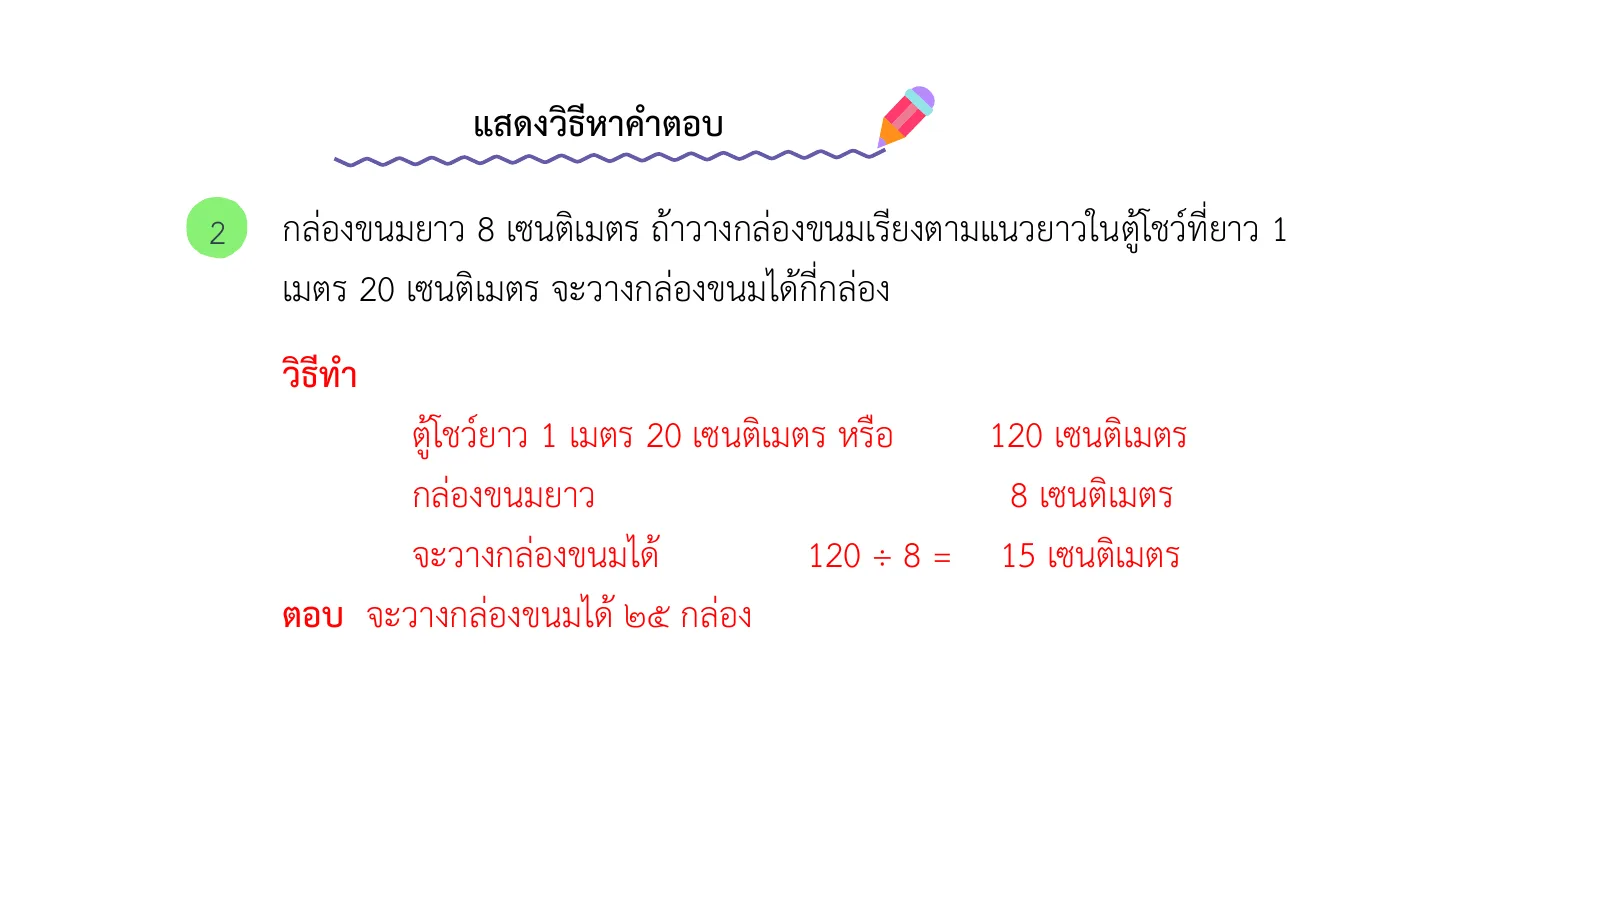 แสดงวิธีหาคำตอบ
2 กล่องขนมยาว 8 เซนติเมตร ถ้าวางกล่องขนมเรียงตามแนวยาวในตู้โชว์ที่ยาว 1
เมตร 20 เซนติเมตร จะวางกล่องขนมได้กี่กล่อง
วิธีทำ
ตู้โชว์ยาว 1 เมตร 20 เซนติเมตร หรือ 120 เซนติเมตร
กล่องขนมยาว 8 เซนติเมตร
จะวางกล่องขนมได้ 120 ÷ 8 = 15 เซนติเมตร
ตอบ จะวางกล่องขนมได้ ๒๕ กล่อง